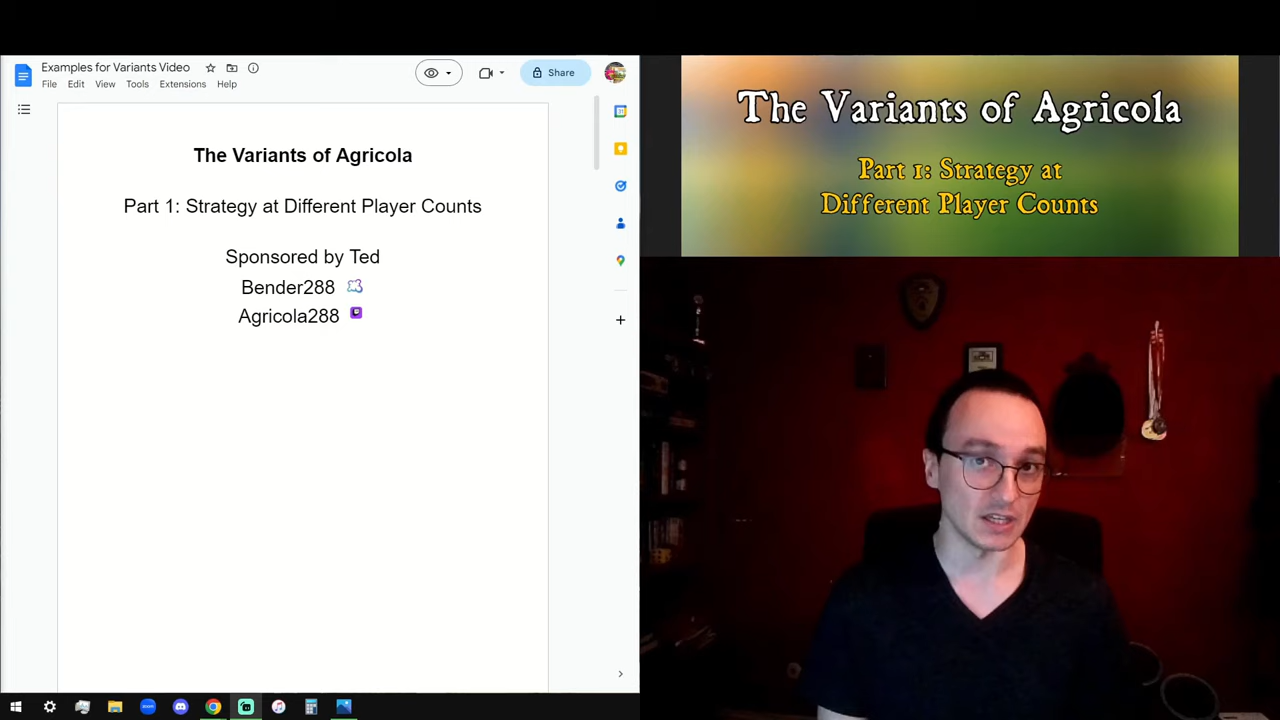 Examples for Variants Video
File Edit View Tools Extensions Help
Share
The Variants of Agricola
Part 1: Strategy at Different Player Counts
Sponsored by Ted
Bender288
Agricola288
The Variants of Agricola
Part 1: Strategy at
Different Player Counts